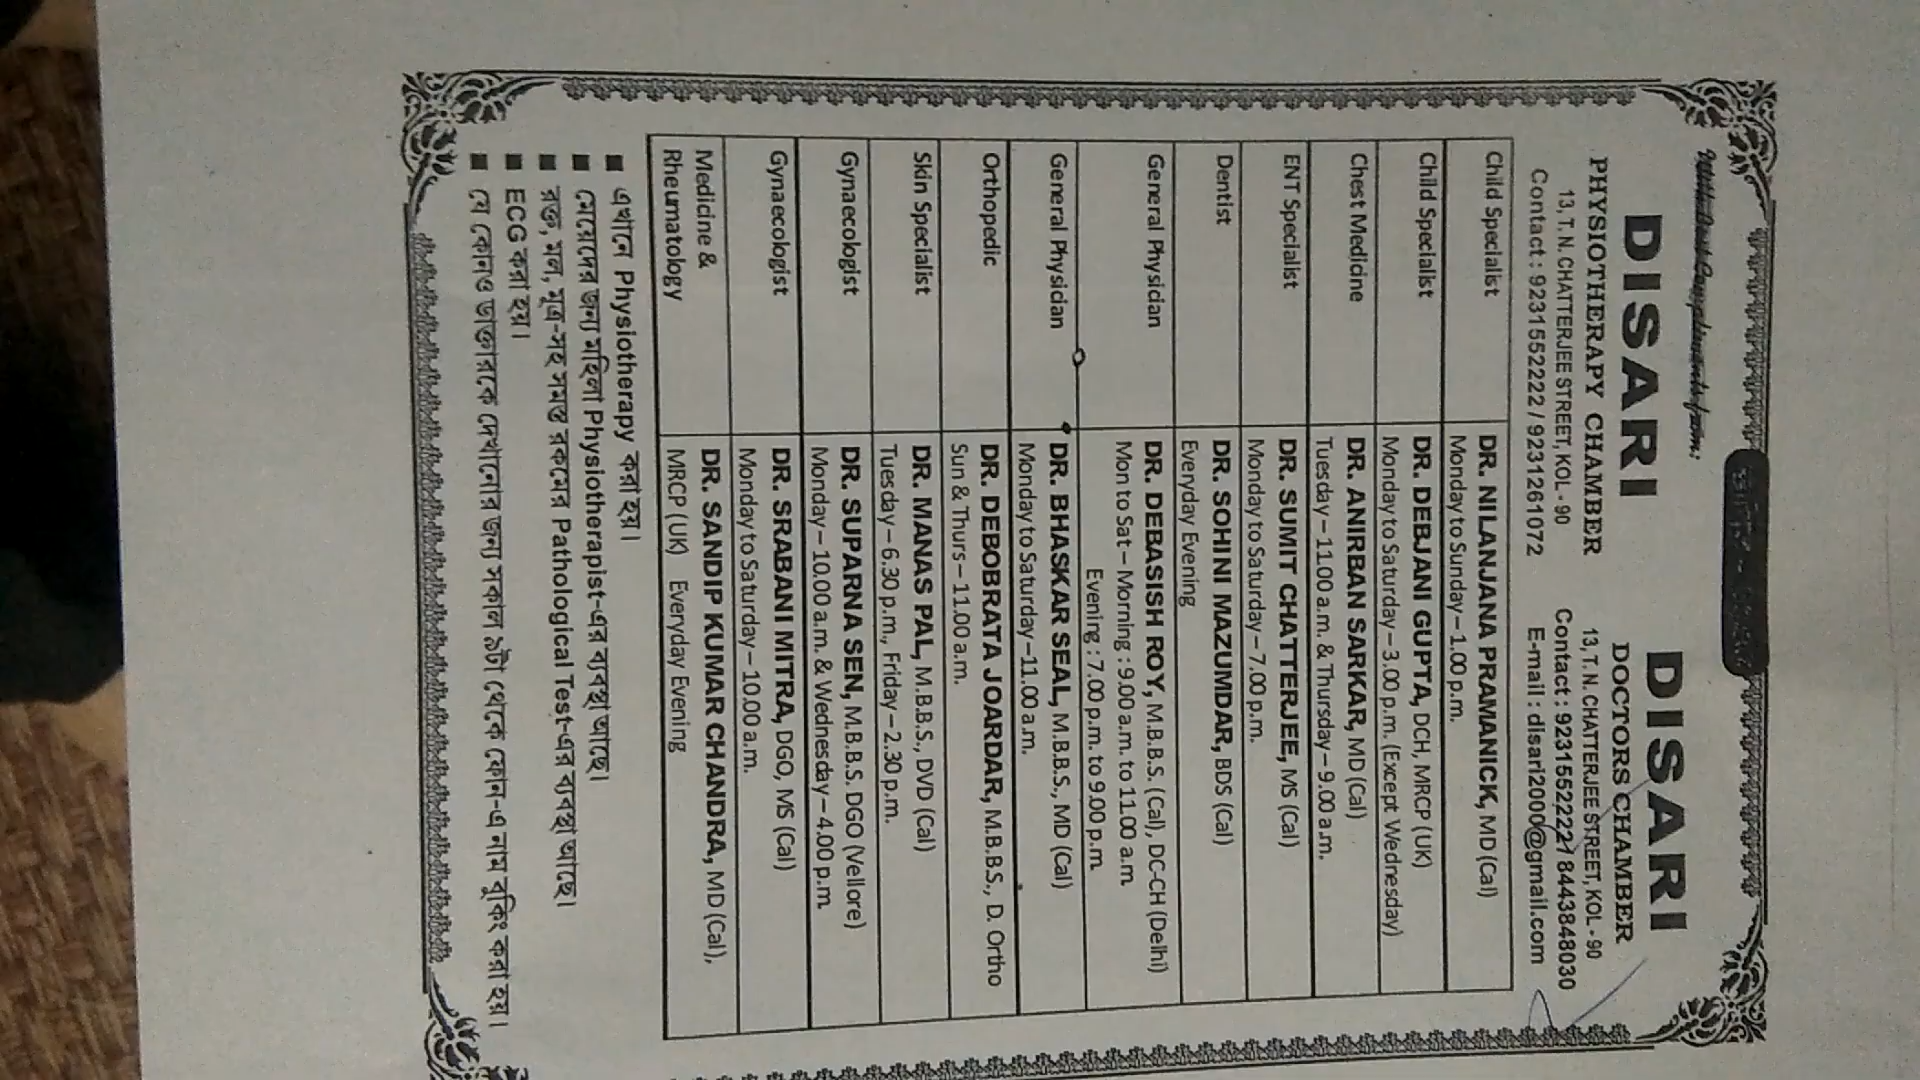 With Best Compliments from:
DISARI
PHYSIOTHERAPY CHAMBER
13, T. N. CHATTERJEE STREET, KOL - 90
Contact : 9231552222 / 9231261072
DISARI
DOCTORS CHAMBER
13, T. N. CHATTERJEE STREET, KOL - 90
Contact : 9231552222 / 8443848030
E-mail : disari2000@gmail.com
Child Specialist
DR. NILANJANA PRAMANICK, MD (Cal)
Monday to Sunday – 1.00 p.m.
Child Specialist
DR. DEBJANI GUPTA, DCH, MRCP (UK)
Monday to Saturday – 3.00 p.m. (Except Wednesday)
Chest Medicine
DR. ANIRBAN SARKAR, MD (Cal)
Tuesday – 11.00 a.m. & Thursday – 9.00 a.m.
ENT Specialist
DR. SUMIT CHATTERJEE, MS (Cal)
Monday to Saturday – 7.00 p.m.
Dentist
DR. SOHINI MAZUMDAR, BDS (Cal)
Everyday Evening
General Physician
DR. DEBASISH ROY, M.B.B.S. (Cal), DC-CH (Delhi)
Mon to Sat – Morning : 9.00 a.m. to 11.00 a.m.
Evening : 7.00 p.m. to 9.00 p.m.
General Physician
DR. BHASKAR SEAL, M.B.B.S., MD (Cal)
Monday to Saturday – 11.00 a.m.
Orthopedic
DR. DEBOBRATA JOARDAR, M.B.B.S., D. Ortho
Sun & Thurs – 11.00 a.m.
Skin Specialist
DR. MANAS PAL, M.B.B.S., DVD (Cal)
Tuesday – 6.30 p.m., Friday – 2.30 p.m.
Gynaecologist
DR. SUPARNA SEN, M.B.B.S. DGO (Vellore)
Monday – 10.00 a.m. & Wednesday – 4.00 p.m.
Gynaecologist
DR. SRABANI MITRA, DGO, MS (Cal)
Monday to Saturday – 10.00 a.m.
Medicine &
Rheumatology
DR. SANDIP KUMAR CHANDRA, MD (Cal),
MRCP (UK) Everyday Evening
■ এখানে Physiotherapy করা হয়।
■ মেয়েদের জন্য মহিলা Physiotherapist-এর ব্যবস্থা আছে।
■ রক্ত, মল, মূত্র-সহ সমস্ত রকমের Pathological Test-এর ব্যবস্থা আছে।
■ ECG করা হয়।
■ যে কোনও ডাক্তারকে দেখানোর জন্য সকাল ৯টা থেকে ফোন-এ নাম বুকিং করা হয়।